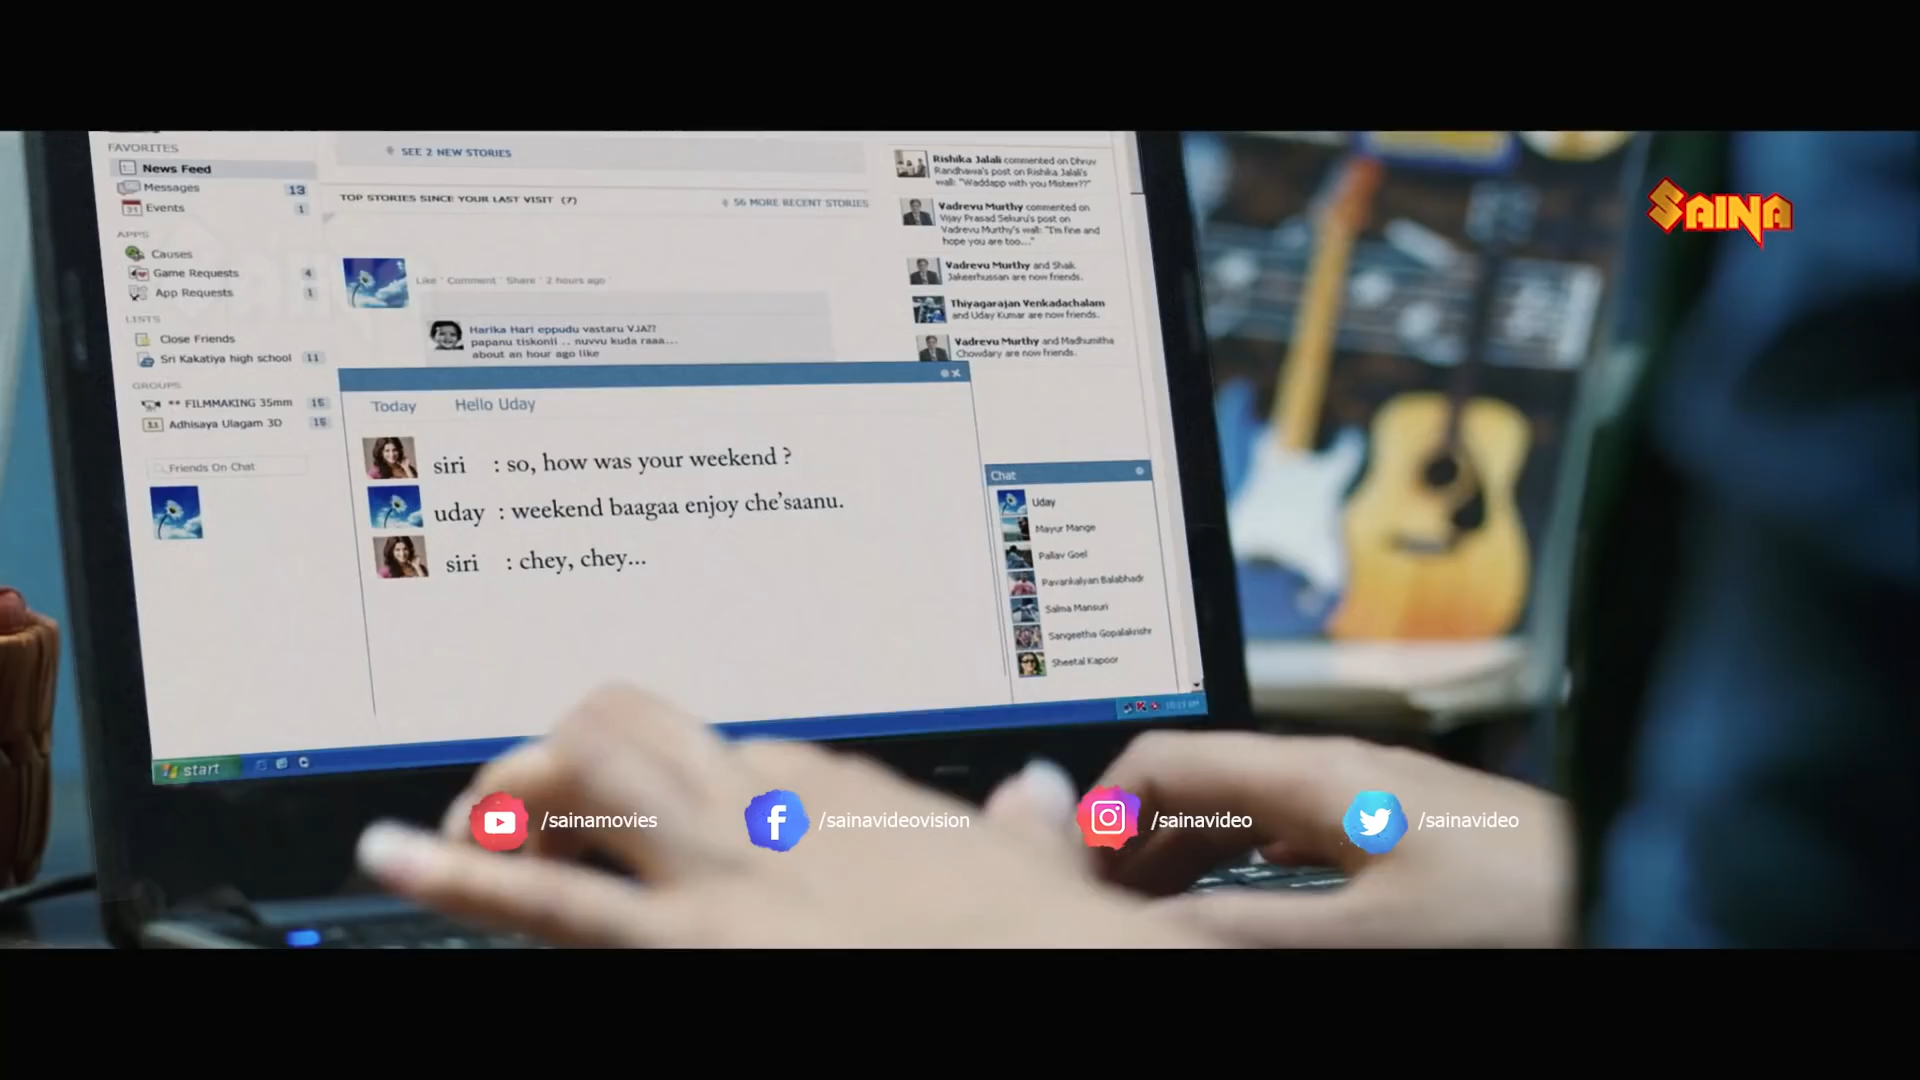 FAVORITES
News Feed
Messages 13
Events 1
APPS
Causes
Game Requests 4
App Requests 1
LISTS
Close Friends
Sri Kakatiya high school 11
GROUPS
** FILMMAKING 35mm 15
Adhisaya Ulagam 3D 15
Friends On Chat
SEE 2 NEW STORIES
TOP STORIES SINCE YOUR LAST VISIT (7)
56 MORE RECENT STORIES
Like · Comment · Share · 2 hours ago
Harika Hari eppudu vastaru VJA??
papanu tiskonii .. nuvvu kuda raaa...
about an hour ago like
Rishika Jalali commented on Dhruv
Randhawa's post on Rishika Jalali's
wall: "Waddapp with you Misterr??"
Vadrevu Murthy commented on
Vijay Prasad Sekuru's post on
Vadrevu Murthy's wall: "I'm fine and
hope you are too..."
Vadrevu Murthy and Shaik
Jakeerhussan are now friends.
Thiyagarajan Venkadachalam
and Uday Kumar are now friends.
Vadrevu Murthy and Madhumitha
Chowdary are now friends.
SAINA
Today Hello Uday
siri : so, how was your weekend ?
uday : weekend baagaa enjoy che'saanu.
siri : chey, chey...
Chat
Uday
Mayur Mange
Pallav Goel
Pavankalyan Balabhadr
Salma Mansuri
Sangeetha Gopalakrishr
Sheetal Kapoor
start
/sainamovies
/sainavideovision
/sainavideo
/sainavideo